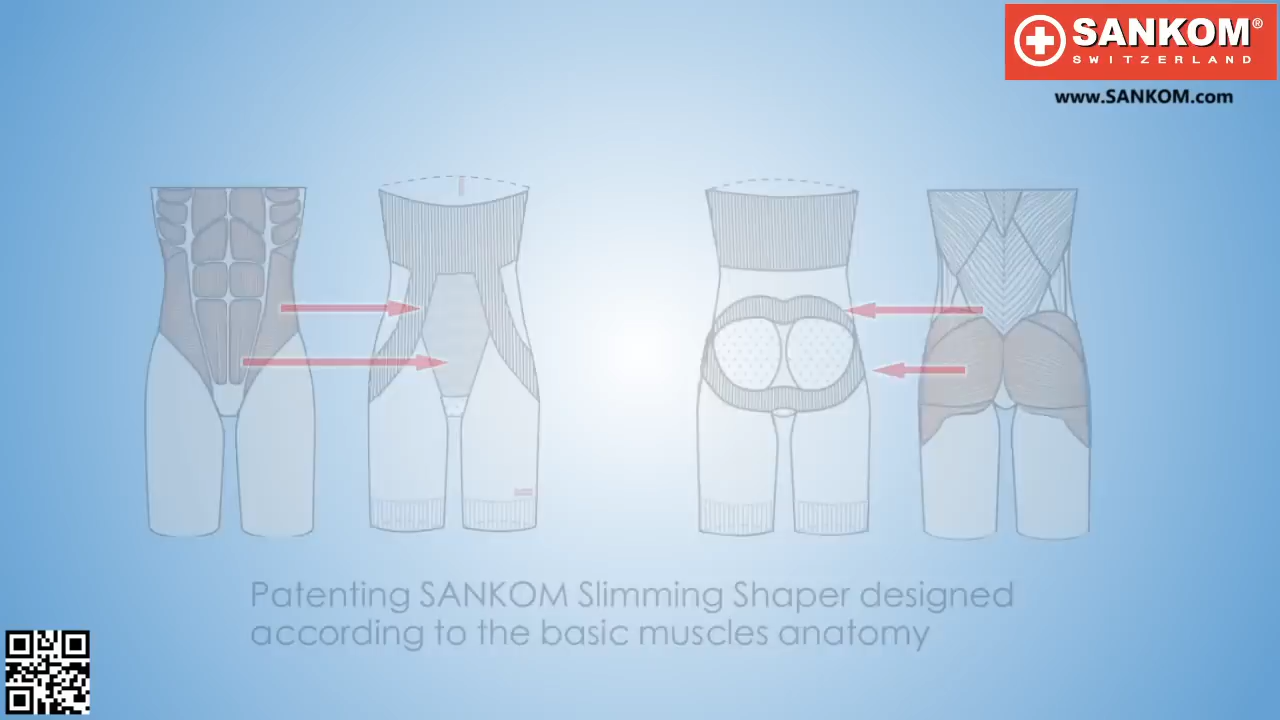 SANKOM®
SWITZERLAND
www.SANKOM.com
Patenting SANKOM Slimming Shaper designed
according to the basic muscles anatomy